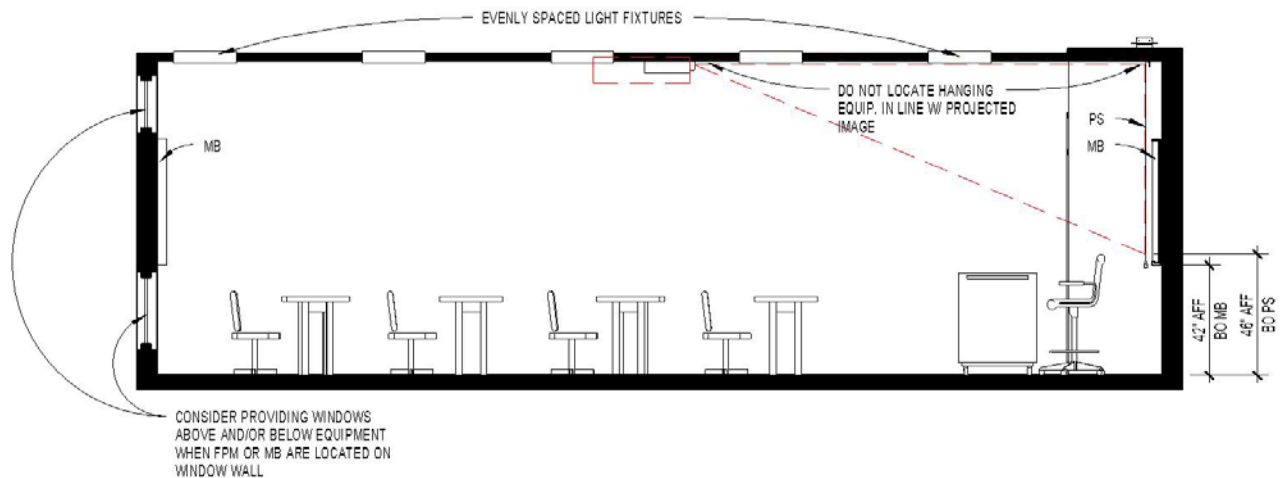 EVENLY SPACED LIGHT FIXTURES
DO NOT LOCATE HANGING
EQUIP. IN LINE W/ PROJECTED
IMAGE
PS
MB
MB
42" AFF
BO MB
46" AFF
BO PS
CONSIDER PROVIDING WINDOWS
ABOVE AND/OR BELOW EQUIPMENT
WHEN FPM OR MB ARE LOCATED ON
WINDOW WALL